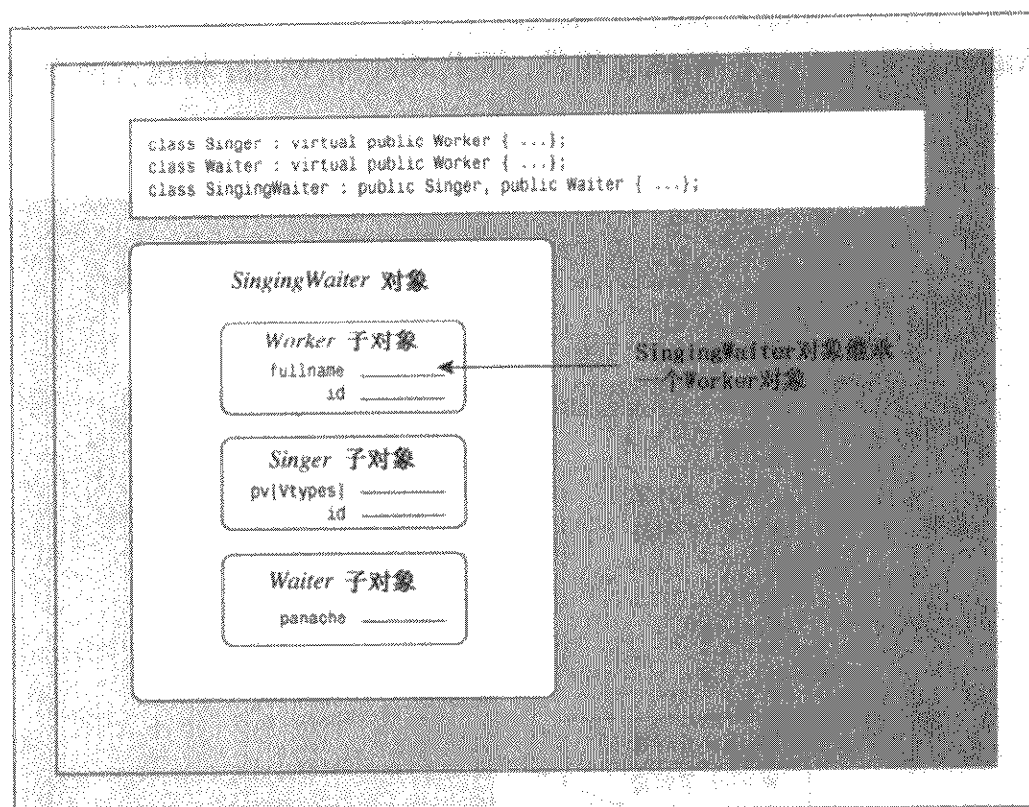 class Singer : virtual public Worker { ...};
class Waiter : virtual public Worker { ...};
class SingingWaiter : public Singer, public Waiter { ...};
SingingWaiter 对象
Worker 子对象
fullname
id
SingingWaiter对象继承
一个Worker对象
Singer 子对象
pv[Vtypes]
id
Waiter 子对象
panache